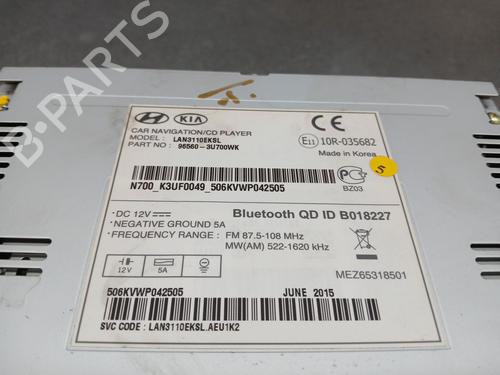 B-PARTS
HYUNDAI KIA
CAR NAVIGATION/CD PLAYER
MODEL : LAN3110EKSL
PART NO : 96560-3U700WK
E11 10R-035682
CE
Made in Korea
N700_K3UF0049_506KVWP042505
PC
BZ03
5
•DC 12V
•NEGATIVE GROUND 5A
•FREQUENCY RANGE : FM 87.5-108 MHz
MW(AM) 522-1620 kHz
Bluetooth QD ID B018227
12V
5A
MEZ65318501
506KVWP042505
JUNE 2015
SVC CODE : LAN3110EKSL.AEU1K2